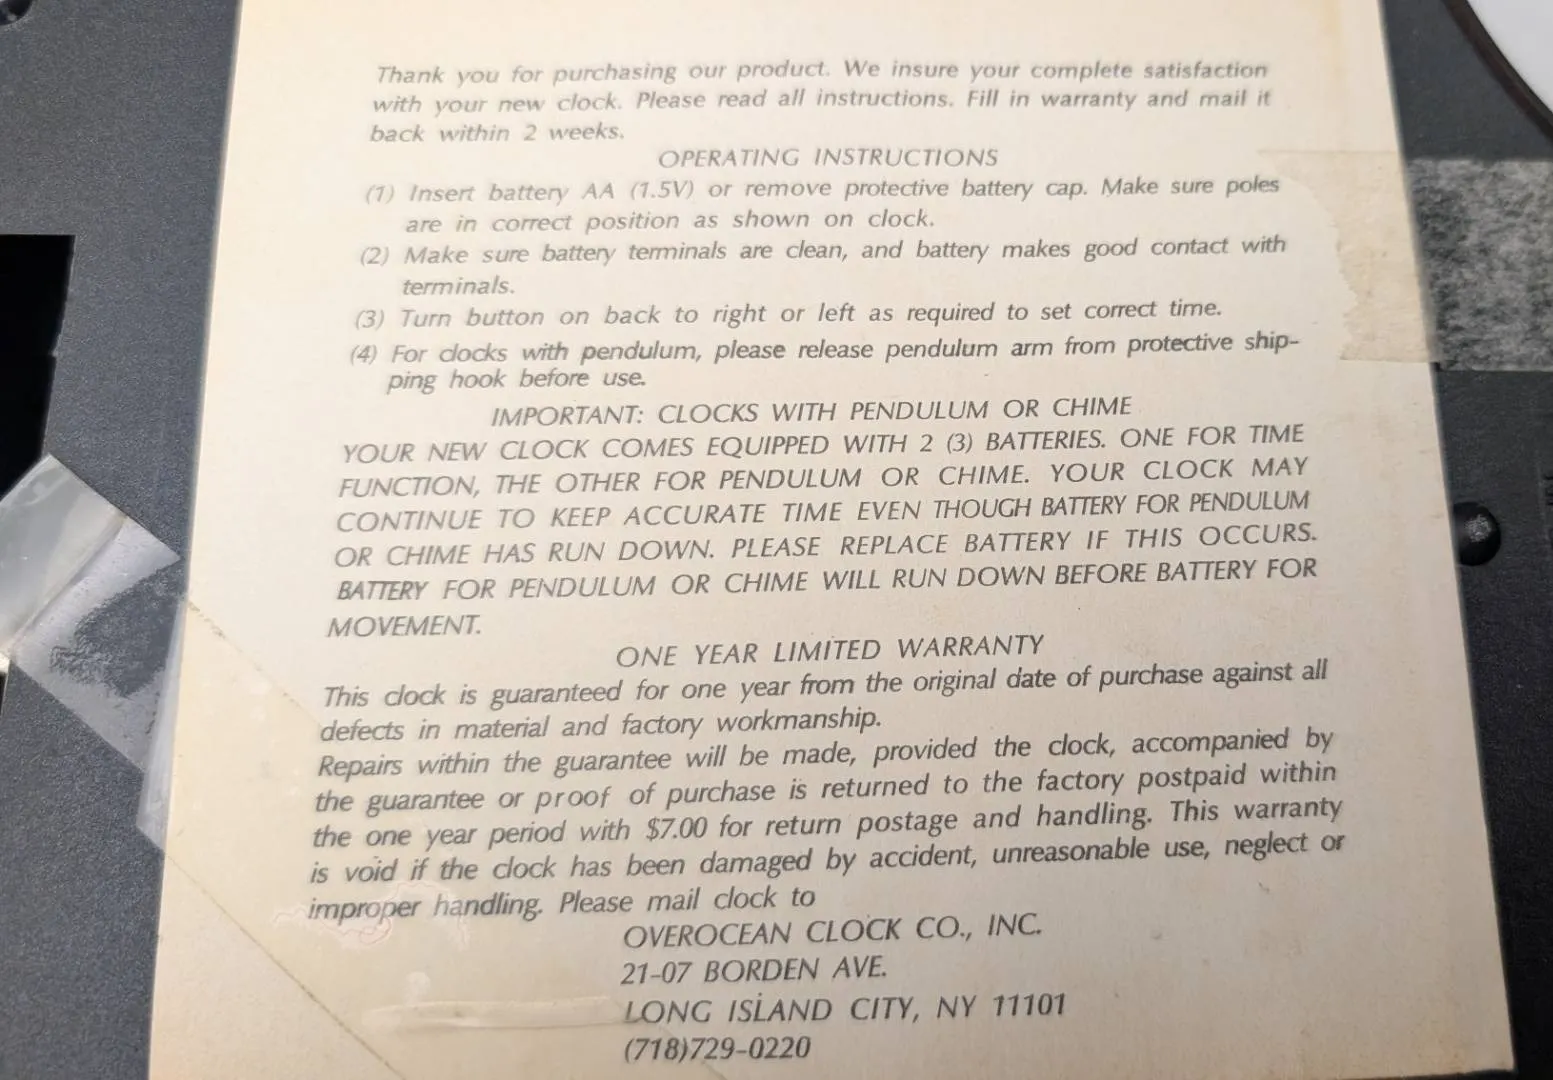 Thank you for purchasing our product. We insure your complete satisfaction
with your new clock. Please read all instructions. Fill in warranty and mail it
back within 2 weeks.
OPERATING INSTRUCTIONS
(1) Insert battery AA (1.5V) or remove protective battery cap. Make sure poles
are in correct position as shown on clock.
(2) Make sure battery terminals are clean, and battery makes good contact with
terminals.
(3) Turn button on back to right or left as required to set correct time.
(4) For clocks with pendulum, please release pendulum arm from protective ship-
ping hook before use.
IMPORTANT: CLOCKS WITH PENDULUM OR CHIME
YOUR NEW CLOCK COMES EQUIPPED WITH 2 (3) BATTERIES. ONE FOR TIME
FUNCTION, THE OTHER FOR PENDULUM OR CHIME. YOUR CLOCK MAY
CONTINUE TO KEEP ACCURATE TIME EVEN THOUGH BATTERY FOR PENDULUM
OR CHIME HAS RUN DOWN. PLEASE REPLACE BATTERY IF THIS OCCURS.
BATTERY FOR PENDULUM OR CHIME WILL RUN DOWN BEFORE BATTERY FOR
MOVEMENT.
ONE YEAR LIMITED WARRANTY
This clock is guaranteed for one year from the original date of purchase against all
defects in material and factory workmanship.
Repairs within the guarantee will be made, provided the clock, accompanied by
the guarantee or proof of purchase is returned to the factory postpaid within
the one year period with $7.00 for return postage and handling. This warranty
is void if the clock has been damaged by accident, unreasonable use, neglect or
improper handling. Please mail clock to
OVEROCEAN CLOCK CO., INC.
21-07 BORDEN AVE.
LONG ISLAND CITY, NY 11101
(718)729-0220